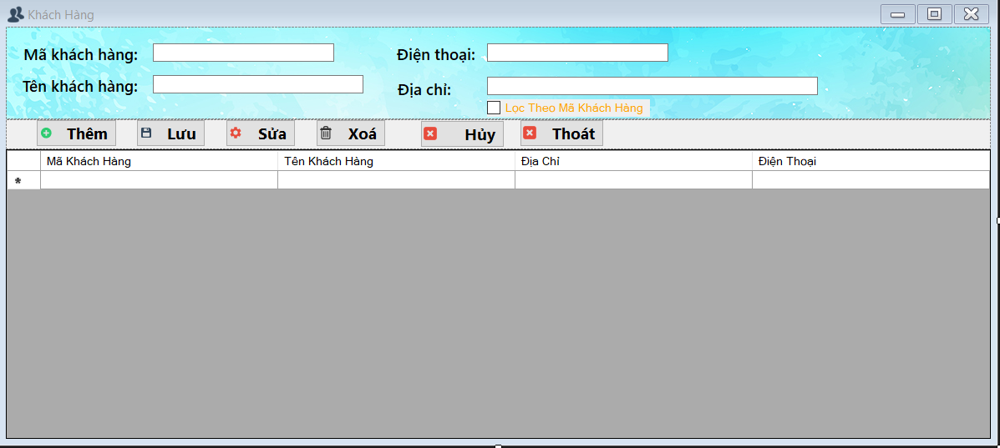 Khách Hàng
Mã khách hàng:
Điện thoại:
Tên khách hàng:
Địa chỉ:
Lọc Theo Mã Khách Hàng
Thêm Lưu Sửa Xoá Hủy Thoát
Mã Khách Hàng Tên Khách Hàng Địa Chỉ Điện Thoại
*